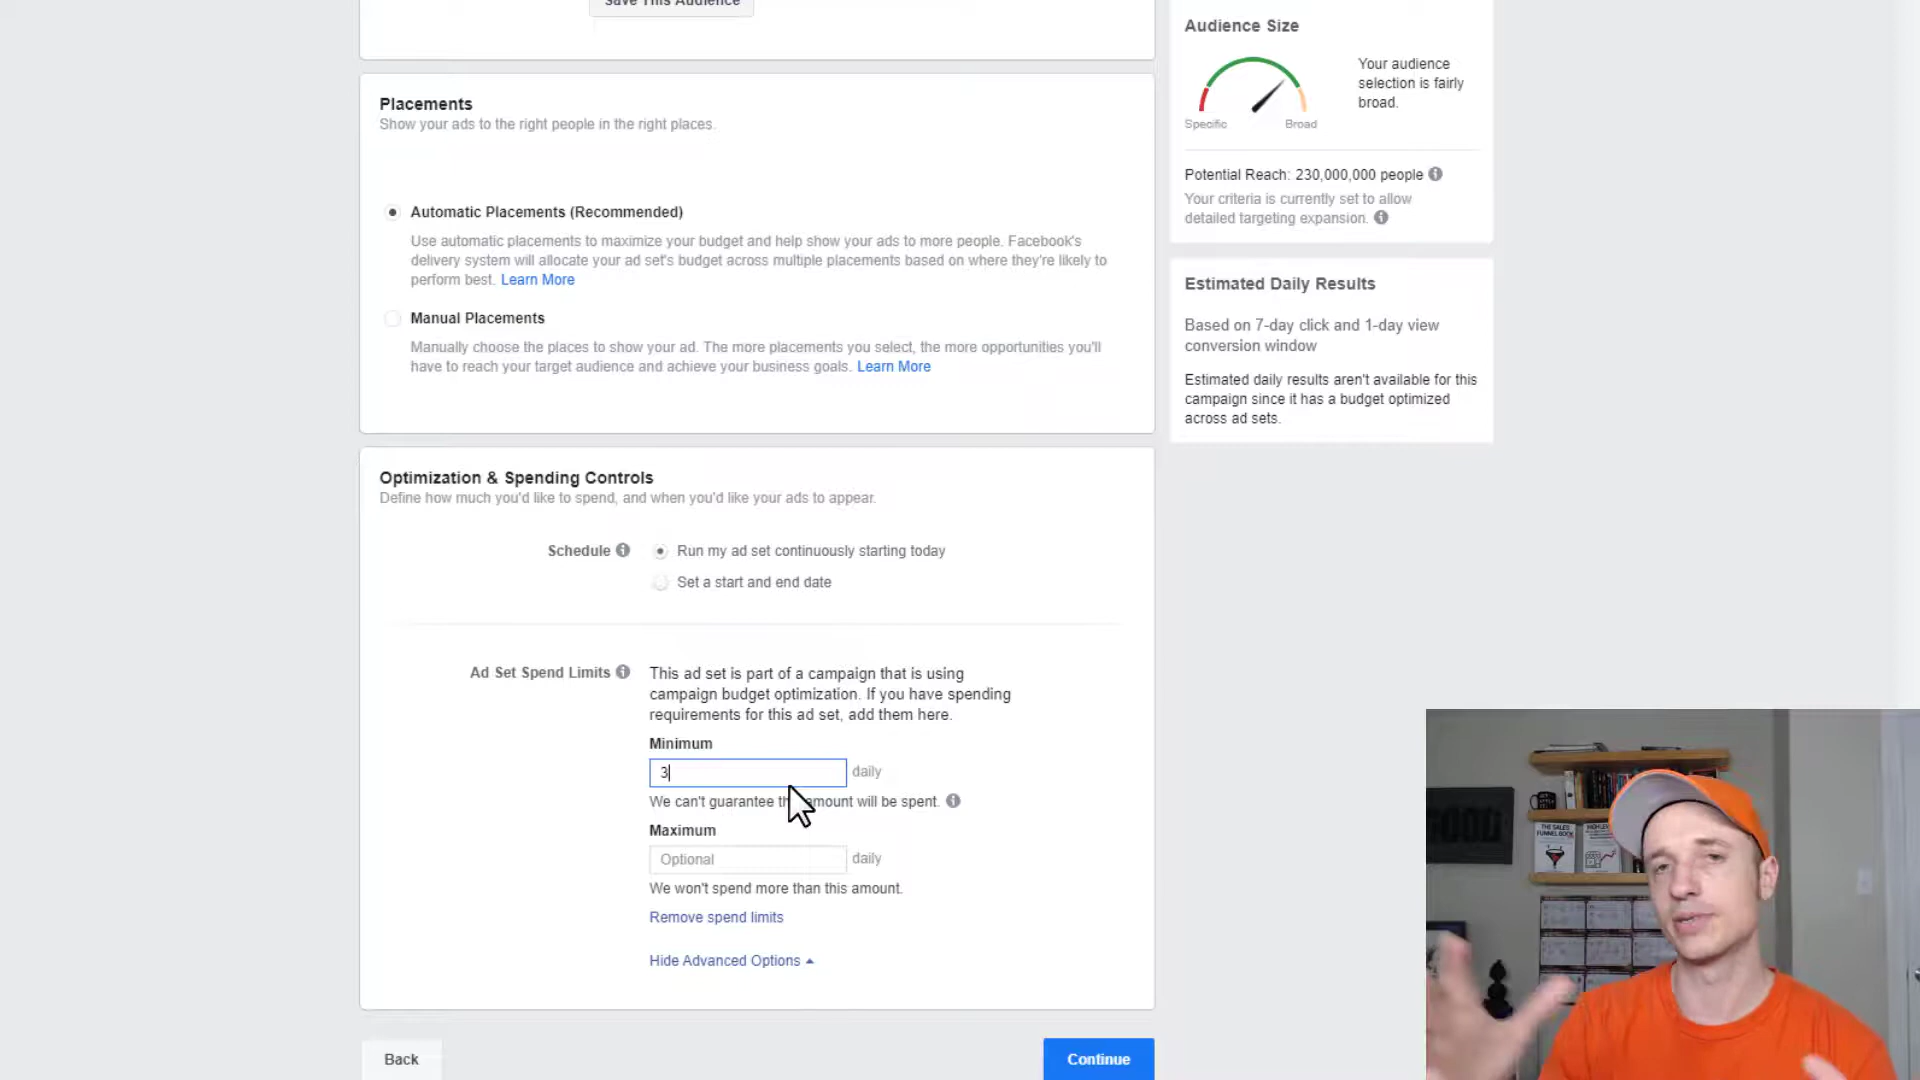 Save This Audience
Placements
Show your ads to the right people in the right places.
Automatic Placements (Recommended)
Use automatic placements to maximize your budget and help show your ads to more people. Facebook's
delivery system will allocate your ad set's budget across multiple placements based on where they're likely to
perform best. Learn More
Manual Placements
Manually choose the places to show your ad. The more placements you select, the more opportunities you'll
have to reach your target audience and achieve your business goals. Learn More
Optimization & Spending Controls
Define how much you'd like to spend, and when you'd like your ads to appear.
Schedule
Run my ad set continuously starting today
Set a start and end date
Ad Set Spend Limits
This ad set is part of a campaign that is using
campaign budget optimization. If you have spending
requirements for this ad set, add them here.
Minimum
3 daily
We can't guarantee amount will be spent.
Maximum
Optional daily
We won't spend more than this amount.
Remove spend limits
Hide Advanced Options
Back
Continue
Audience Size
Your audience
selection is fairly
broad.
Specific Broad
Potential Reach: 230,000,000 people
Your criteria is currently set to allow
detailed targeting expansion.
Estimated Daily Results
Based on 7-day click and 1-day view
conversion window
Estimated daily results aren't available for this
campaign since it has a budget optimized
across ad sets.
THE SALES
FUNNEL BOOK